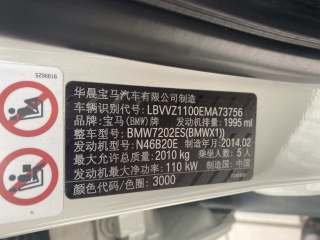 9199625
华晨宝马汽车有限公司制造
车辆识别代号: LBVVZ1100EMA73756
品牌: 宝马(BMW)牌 发动机排量: 1995 ml
整车型号: BMW7202ES(BMWX1))
发动机型号: N46B20E 制造年月: 2014.02
最大允许总质量: 2010 kg 乘坐人数: 5人
发动机最大净功率: 110 kW 制造国: 中国
颜色代码/色圈: 3000